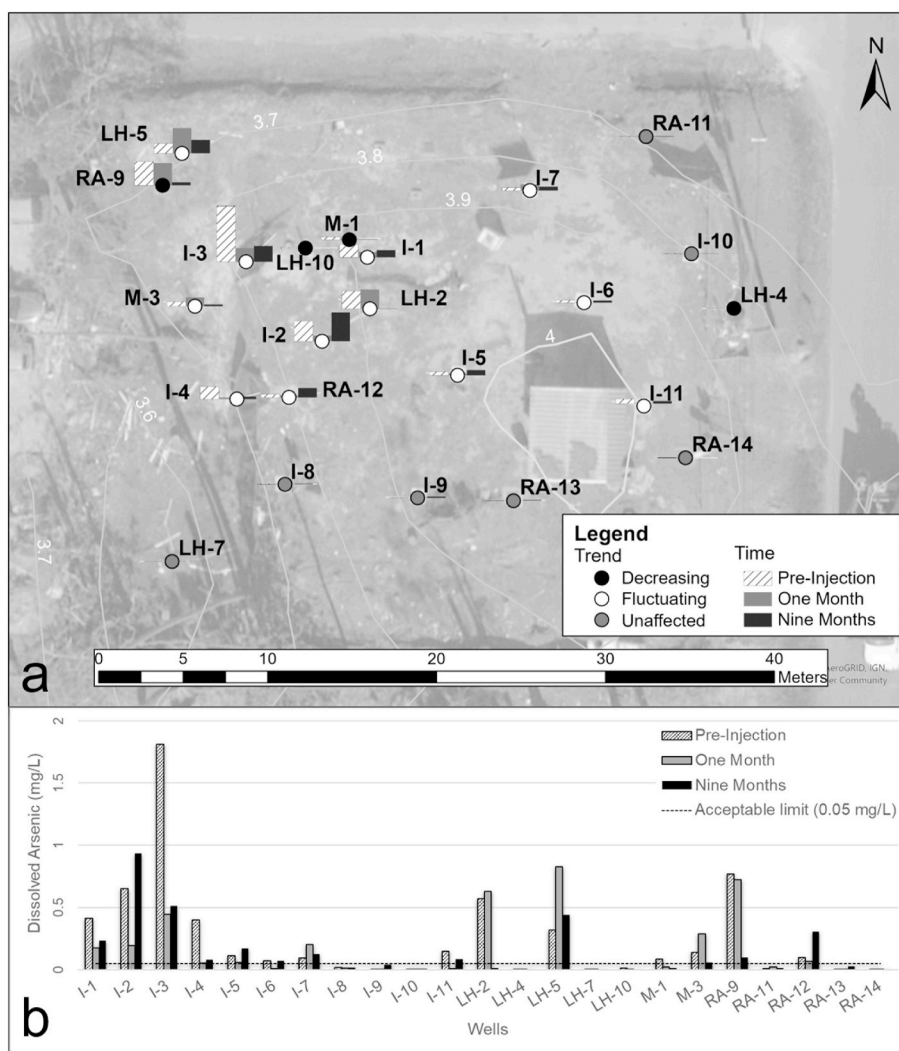 N
3.7
RA-11
LH-5
3.8
RA-9
I-7
3.9
M-1
I-3
I-1
I-10
LH-10
M-3
LH-2
I-6
LH-4
I-2
4
I-5
I-4
RA-12
I-11
3.6
RA-14
I-8
I-9
RA-13
3.7
LH-7
Legend
Trend
Time
Decreasing
Pre-Injection
Fluctuating
One Month
Unaffected
Nine Months
0 5 10 20 30 40
Meters
eroGRID, IGN,
er Community
a
2
1.5
1
0.5
0
Dissolved Arsenic (mg/L)
Pre-Injection
One Month
Nine Months
Acceptable limit (0.05 mg/L)
I-1 I-2 I-3 I-4 I-5 I-6 I-7 I-8 I-9 I-10 I-11 LH-2 LH-4 LH-5 LH-7 LH-10 M-1 M-3 RA-9 RA-11 RA-12 RA-13 RA-14
Wells
b